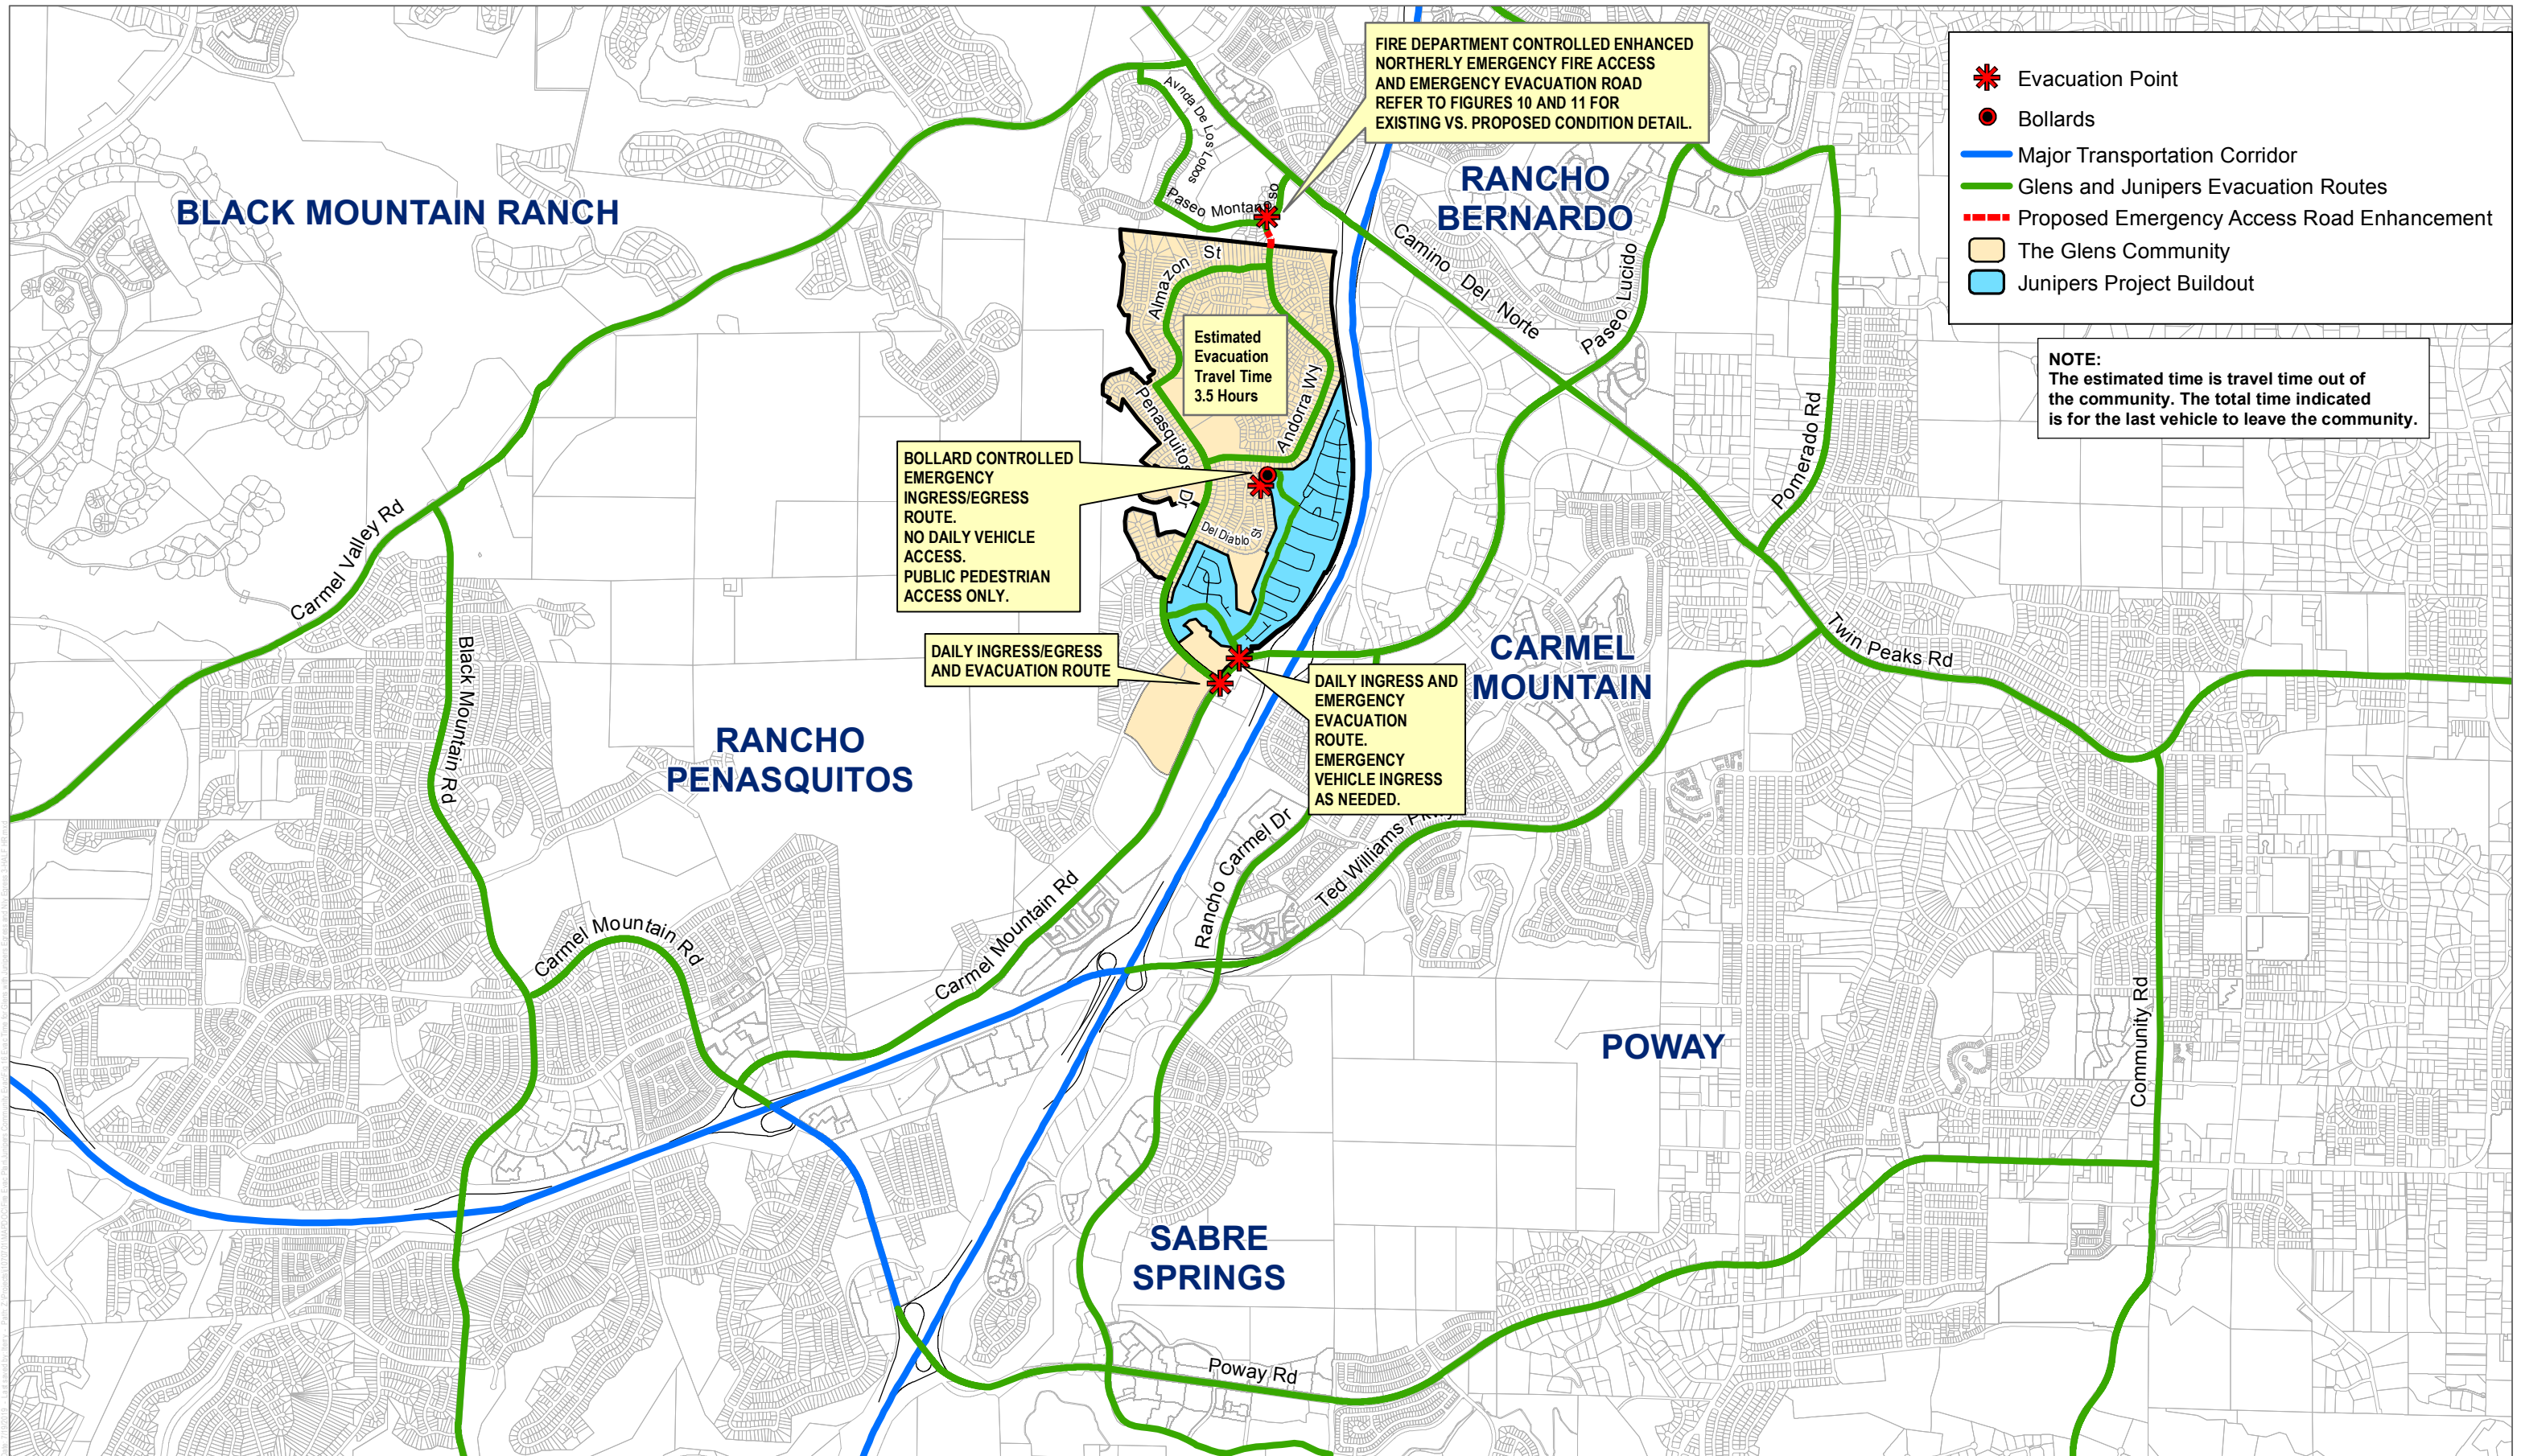 FIRE DEPARTMENT CONTROLLED ENHANCED
NORTHERLY EMERGENCY FIRE ACCESS
AND EMERGENCY EVACUATION ROAD
REFER TO FIGURES 10 AND 11 FOR
EXISTING VS. PROPOSED CONDITION DETAIL.
Evacuation Point
Bollards
Major Transportation Corridor
Glens and Junipers Evacuation Routes
Proposed Emergency Access Road Enhancement
The Glens Community
Junipers Project Buildout
NOTE:
The estimated time is travel time out of
the community. The total time indicated
is for the last vehicle to leave the community.
BLACK MOUNTAIN RANCH
RANCHO
BERNARDO
Avnda De Los Lobos
Paseo Montanoso
Camino Del Norte
Paseo Lucido
Almazon St
Estimated
Evacuation
Travel Time
3.5 Hours
Penasquitos Dr
Andorra Wy
Pomerado Rd
BOLLARD CONTROLLED
EMERGENCY
INGRESS/EGRESS
ROUTE.
NO DAILY VEHICLE
ACCESS.
PUBLIC PEDESTRIAN
ACCESS ONLY.
Del Diablo St
Carmel Valley Rd
DAILY INGRESS/EGRESS
AND EVACUATION ROUTE
DAILY INGRESS AND
EMERGENCY
EVACUATION
ROUTE.
EMERGENCY
VEHICLE INGRESS
AS NEEDED.
CARMEL
MOUNTAIN
Twin Peaks Rd
Black Mountain Rd
RANCHO
PENASQUITOS
Rancho Carmel Dr
Ted Williams Pkwy
Carmel Mountain Rd
Carmel Mountain Rd
POWAY
Community Rd
SABRE
SPRINGS
Poway Rd